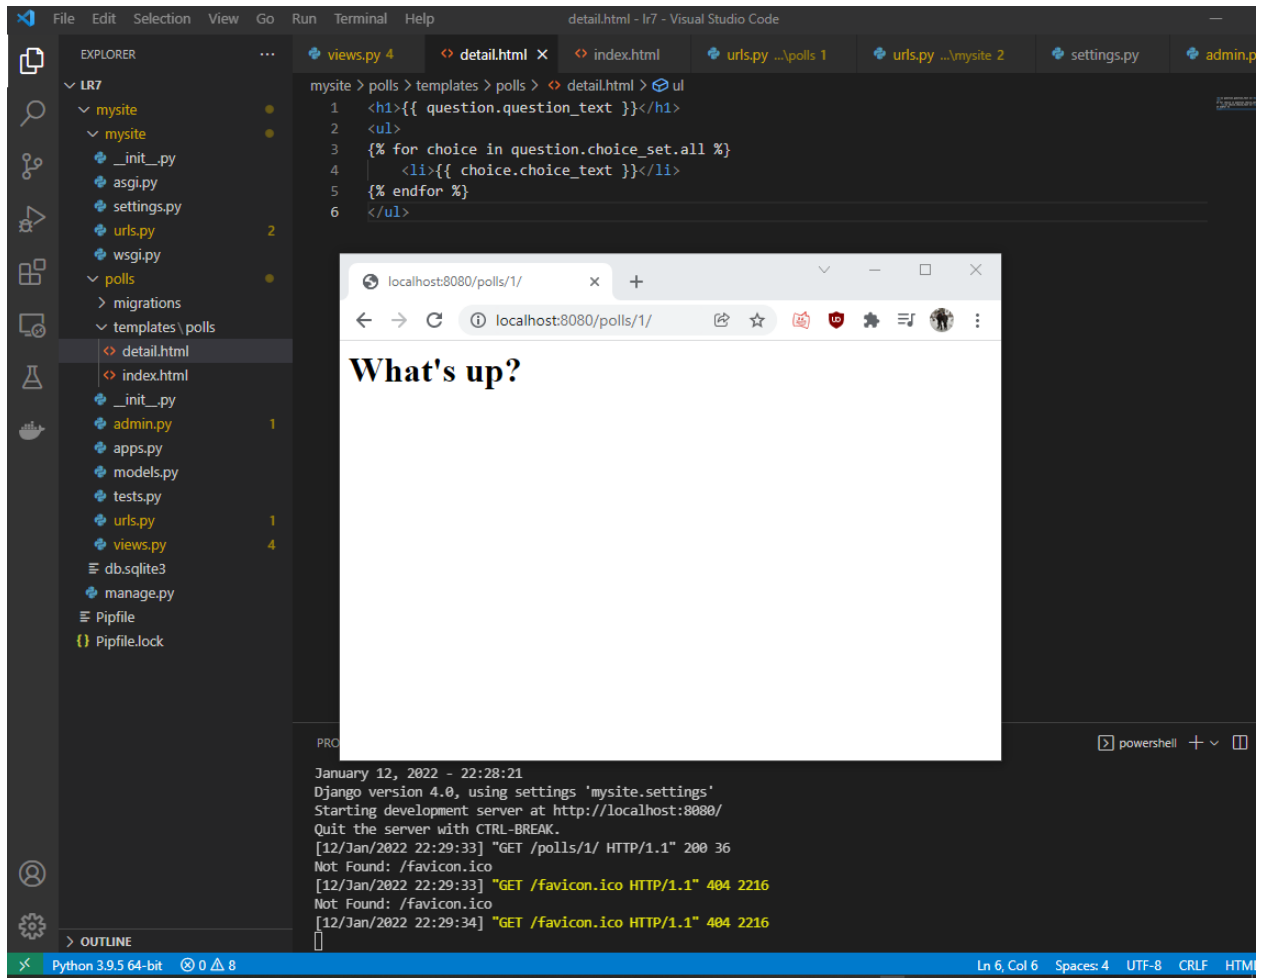 File Edit Selection View Go Run Terminal Help detail.html - lr7 - Visual Studio Code
EXPLORER ···
views.py 4 detail.html index.html urls.py ...\polls 1 urls.py ...\mysite 2 settings.py admin.p
LR7
mysite > polls > templates > polls > detail.html > ul
mysite
mysite
__init__.py
asgi.py
settings.py
urls.py 2
wsgi.py
polls
migrations
templates\polls
detail.html
index.html
__init__.py
admin.py 1
apps.py
models.py
tests.py
urls.py 1
views.py 4
db.sqlite3
manage.py
Pipfile
Pipfile.lock
OUTLINE
1 <h1>{{ question.question_text }}</h1>
2 <ul>
3 {% for choice in question.choice_set.all %}
4 <li>{{ choice.choice_text }}</li>
5 {% endfor %}
6 </ul>
localhost:8080/polls/1/
localhost:8080/polls/1/
What's up?
PRO
powershell
January 12, 2022 - 22:28:21
Django version 4.0, using settings 'mysite.settings'
Starting development server at http://localhost:8080/
Quit the server with CTRL-BREAK.
[12/Jan/2022 22:29:33] "GET /polls/1/ HTTP/1.1" 200 36
Not Found: /favicon.ico
[12/Jan/2022 22:29:33] "GET /favicon.ico HTTP/1.1" 404 2216
Not Found: /favicon.ico
[12/Jan/2022 22:29:34] "GET /favicon.ico HTTP/1.1" 404 2216
Python 3.9.5 64-bit 0 8 Ln 6, Col 6 Spaces: 4 UTF-8 CRLF HTM